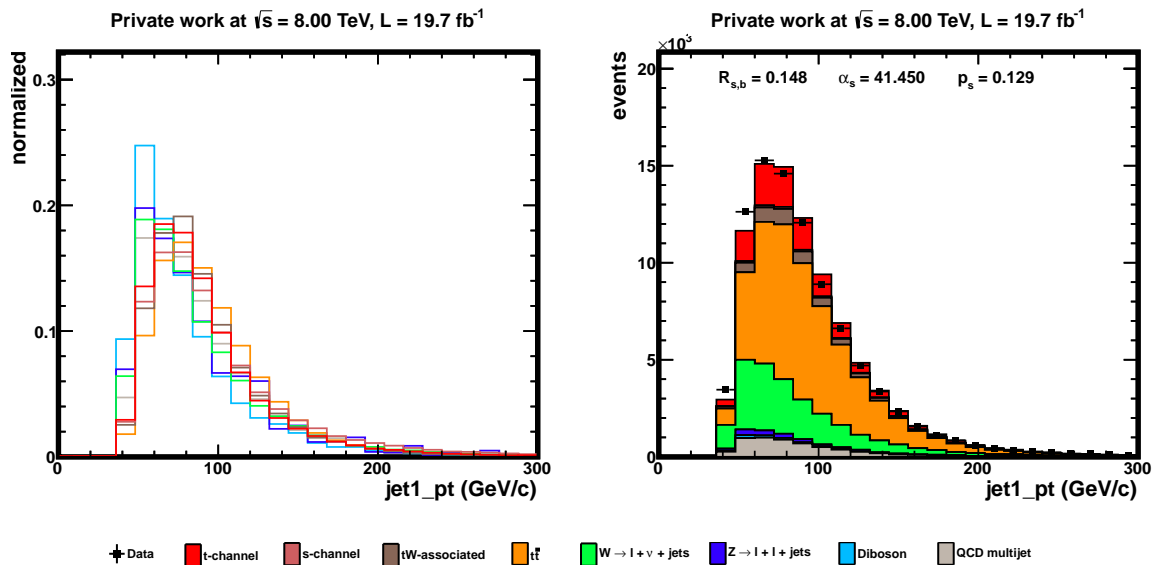 Private work at √s = 8.00 TeV, L = 19.7 fb⁻¹
normalized
0.3
0.2
0.1
0
0 100 200 300
jet1_pt (GeV/c)
Private work at √s = 8.00 TeV, L = 19.7 fb⁻¹
×10³
events
R_s,b = 0.148 α_s = 41.450 p_s = 0.129
20
15
10
5
0
0 100 200 300
jet1_pt (GeV/c)
Data t-channel s-channel tW-associated tt̄ W → l + ν + jets Z → l + l + jets Diboson QCD multijet